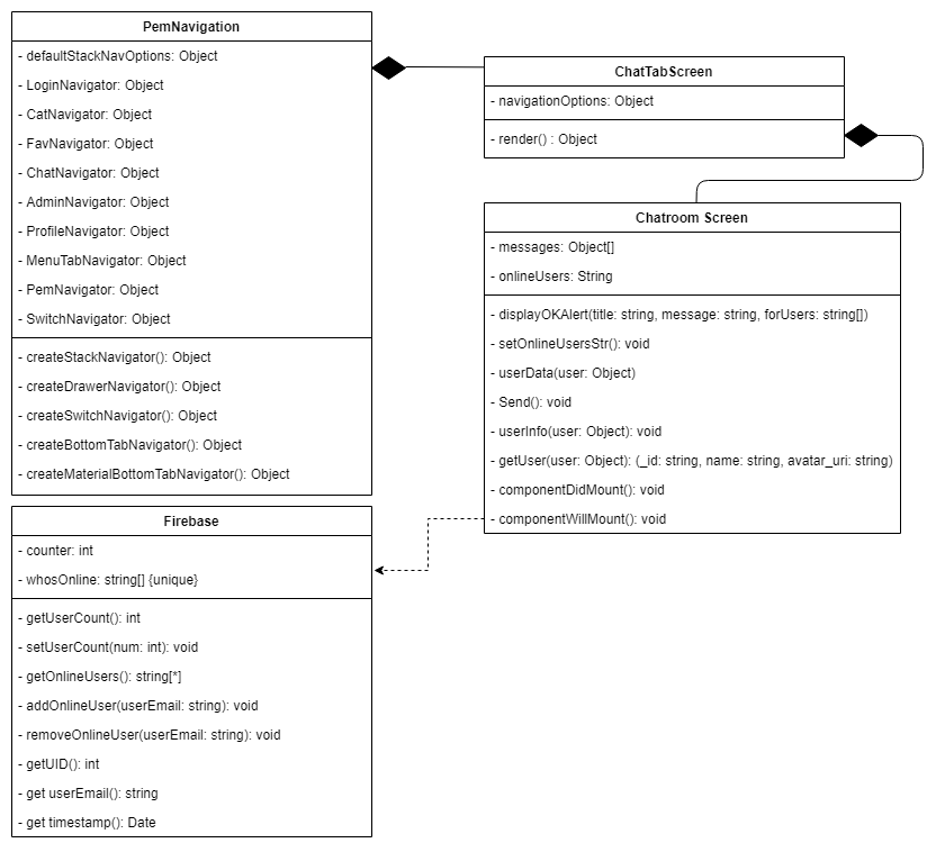 PemNavigation
- defaultStackNavOptions: Object
- LoginNavigator: Object
- CatNavigator: Object
- FavNavigator: Object
- ChatNavigator: Object
- AdminNavigator: Object
- ProfileNavigator: Object
- MenuTabNavigator: Object
- PemNavigator: Object
- SwitchNavigator: Object
- createStackNavigator(): Object
- createDrawerNavigator(): Object
- createSwitchNavigator(): Object
- createBottomTabNavigator(): Object
- createMaterialBottomTabNavigator(): Object
ChatTabScreen
- navigationOptions: Object
- render() : Object
Chatroom Screen
- messages: Object[]
- onlineUsers: String
- displayOKAlert(title: string, message: string, forUsers: string[])
- setOnlineUsersStr(): void
- userData(user: Object)
- Send(): void
- userInfo(user: Object): void
- getUser(user: Object): (_id: string, name: string, avatar_uri: string)
- componentDidMount(): void
- componentWillMount(): void
Firebase
- counter: int
- whosOnline: string[] {unique}
- getUserCount(): int
- setUserCount(num: int): void
- getOnlineUsers(): string[*]
- addOnlineUser(userEmail: string): void
- removeOnlineUser(userEmail: string): void
- getUID(): int
- get userEmail(): string
- get timestamp(): Date